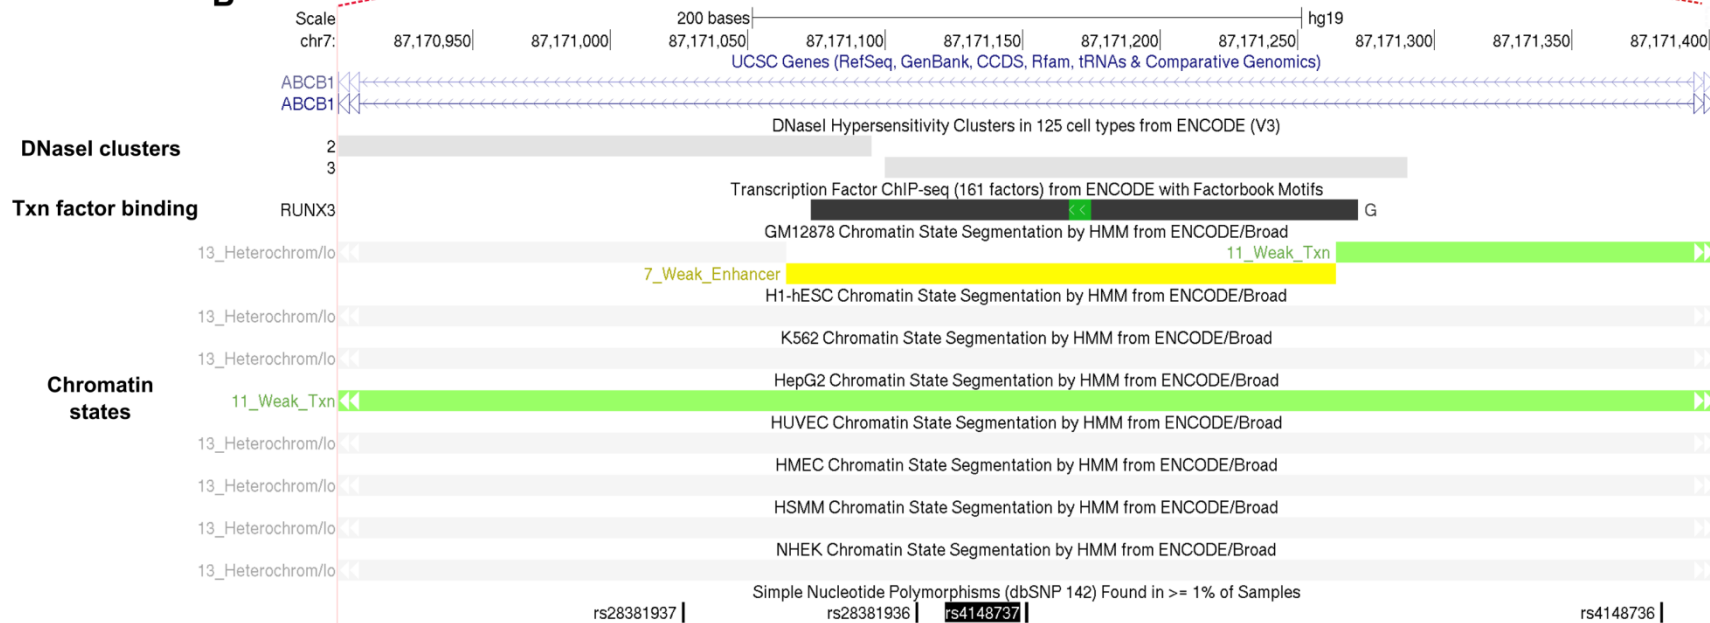 B
Scale 200 bases hg19
chr7: 87,170,950 87,171,000 87,171,050 87,171,100 87,171,150 87,171,200 87,171,250 87,171,300 87,171,350 87,171,400
UCSC Genes (RefSeq, GenBank, CCDS, Rfam, tRNAs & Comparative Genomics)
ABCB1
ABCB1
DNaseI Hypersensitivity Clusters in 125 cell types from ENCODE (V3)
DNaseI clusters 2
3
Transcription Factor ChIP-seq (161 factors) from ENCODE with Factorbook Motifs
Txn factor binding RUNX3 G
GM12878 Chromatin State Segmentation by HMM from ENCODE/Broad
13_Heterochrom/lo 11_Weak_Txn
7_Weak_Enhancer
H1-hESC Chromatin State Segmentation by HMM from ENCODE/Broad
13_Heterochrom/lo
K562 Chromatin State Segmentation by HMM from ENCODE/Broad
13_Heterochrom/lo
HepG2 Chromatin State Segmentation by HMM from ENCODE/Broad
Chromatin
states
11_Weak_Txn
HUVEC Chromatin State Segmentation by HMM from ENCODE/Broad
13_Heterochrom/lo
HMEC Chromatin State Segmentation by HMM from ENCODE/Broad
13_Heterochrom/lo
HSMM Chromatin State Segmentation by HMM from ENCODE/Broad
13_Heterochrom/lo
NHEK Chromatin State Segmentation by HMM from ENCODE/Broad
13_Heterochrom/lo
Simple Nucleotide Polymorphisms (dbSNP 142) Found in >= 1% of Samples
rs28381937 rs28381936 rs4148737 rs4148736